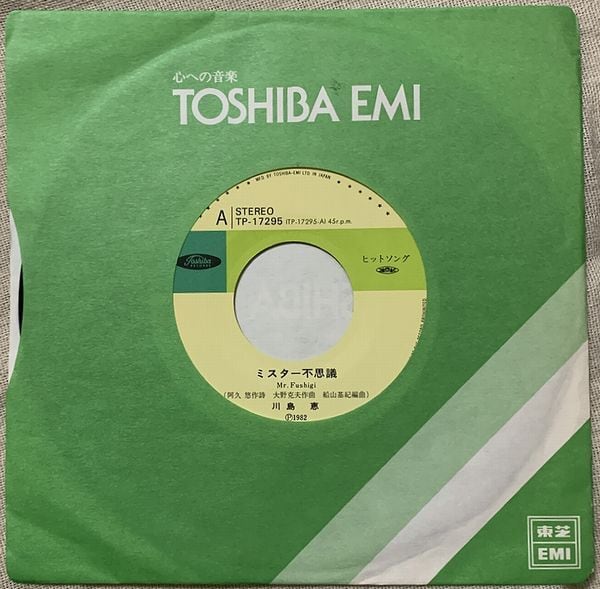 心への音楽
TOSHIBA EMI
MFD BY TOSHIBA-EMI LTD IN JAPAN
A STEREO
TP-17295 (TP-17295-A) 45r.p.m.
Toshiba
RECORDS
ヒットソング
ミスター不思議
Mr. Fushigi
(阿久 悠作詩 大野克夫作曲 船山基紀編曲)
川島 恵
Ⓟ1982
東芝
EMI